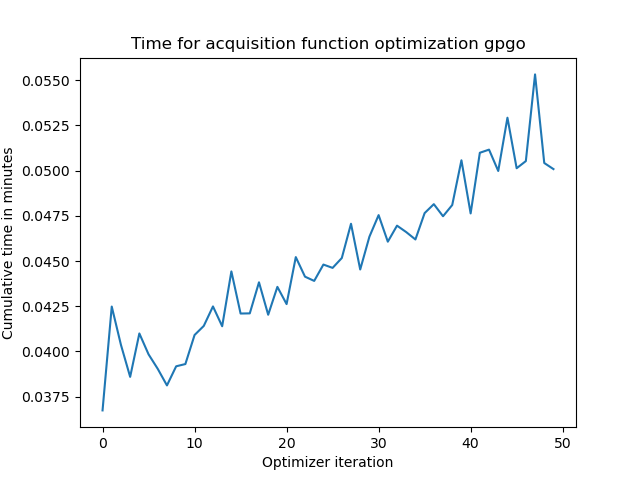 Time for acquisition function optimization gpgo
Cumulative time in minutes
0.0550
0.0525
0.0500
0.0475
0.0450
0.0425
0.0400
0.0375
0 10 20 30 40 50
Optimizer iteration